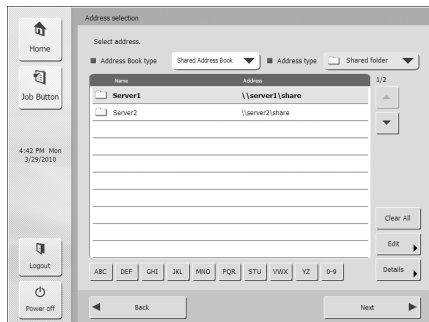 Address selection
Home
Select address.
Address Book type
Shared Address Book
Address type
Shared folder
Name
Address
1/2
Server1
\\server1\share
Server2
\\server2\share
Job Button
4:42 PM Mon
3/29/2010
Clear All
Edit
Details
Logout
ABC
DEF
GHI
JKL
MNO
PQR
STU
VWX
YZ
0-9
Power off
Back
Next